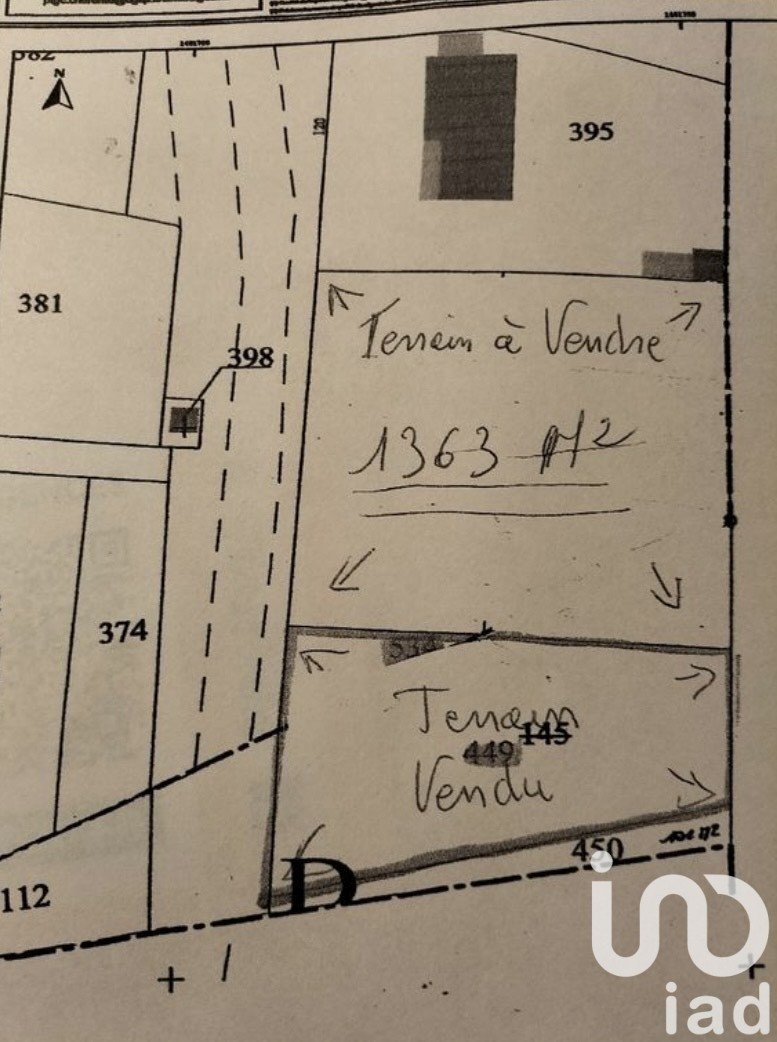 395
381
398
Terrain à Vendre
1363 M2
374
Terrain
145
449
Vendu
450
D
112
N
iad